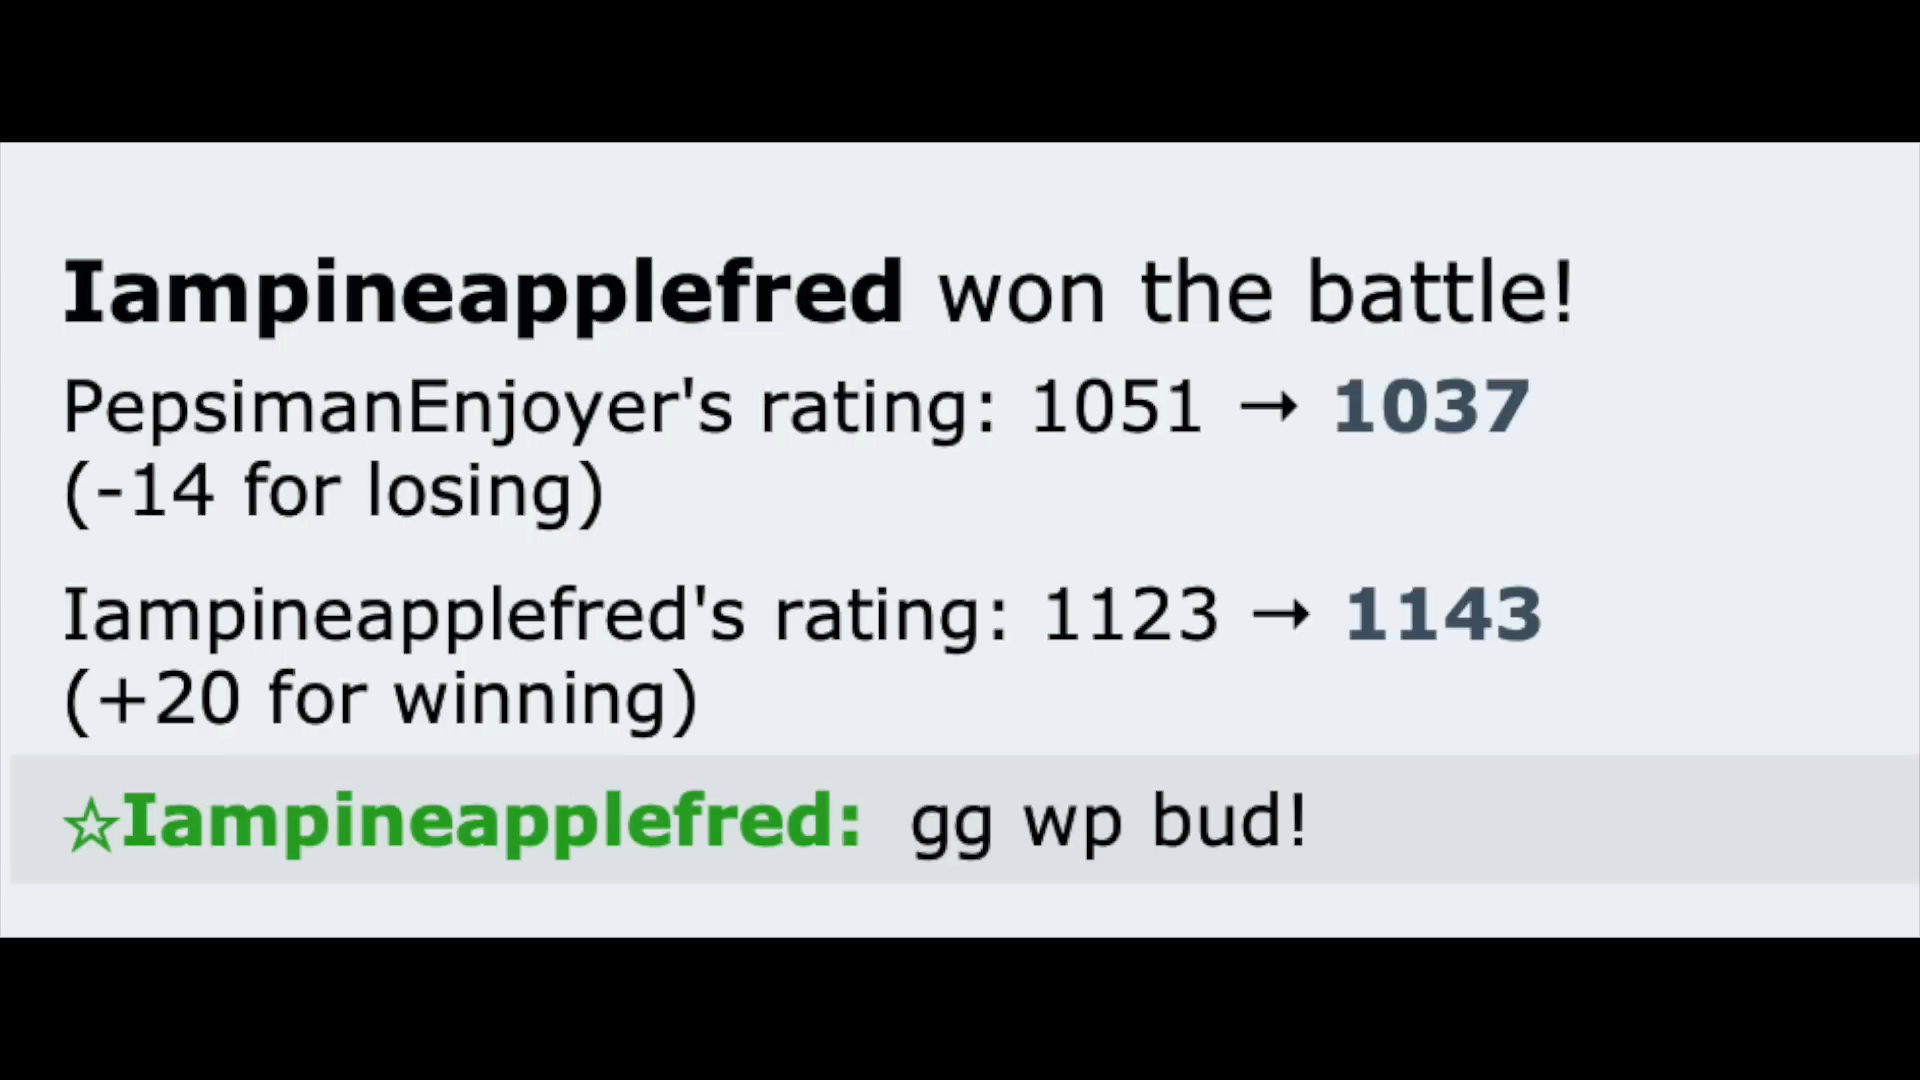 Iampineapplefred won the battle!
PepsimanEnjoyer's rating: 1051 → 1037
(-14 for losing)
Iampineapplefred's rating: 1123 → 1143
(+20 for winning)
☆Iampineapplefred: gg wp bud!